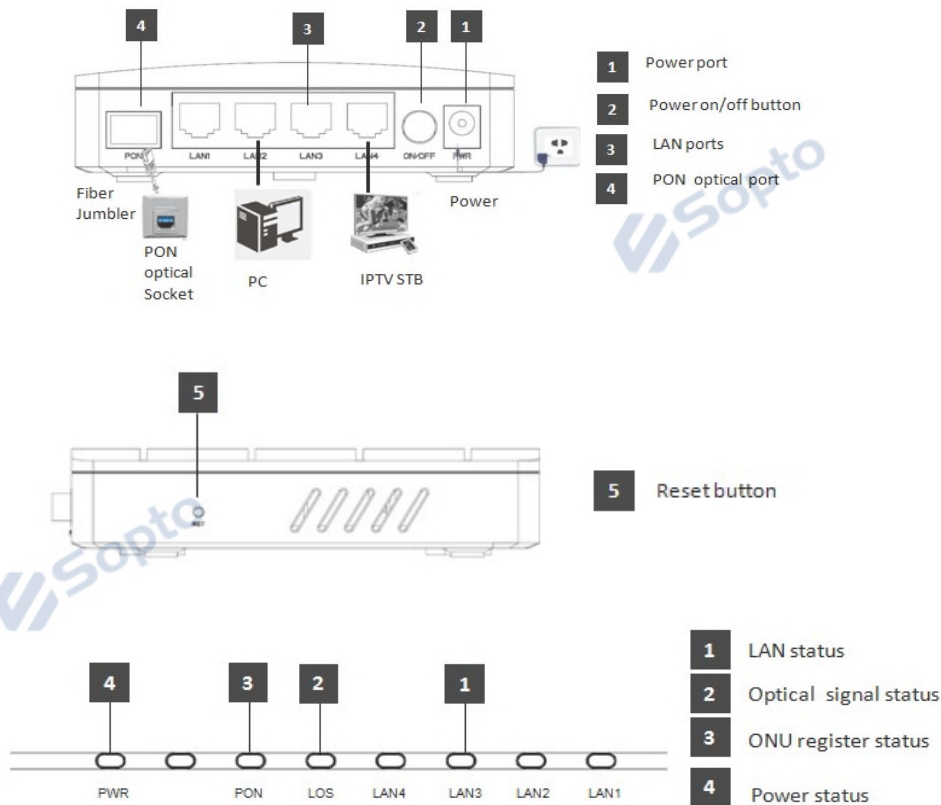 4
3
2
1
1 Power port
2 Power on/off button
3 LAN ports
4 PON optical port
PON
LAN1
LAN2
LAN3
LAN4
ON/OFF
PWR
Fiber
Jumbler
PON
optical
Socket
PC
IPTV STB
Power
Sopto
5
RST
5 Reset button
Sopto
4
3
2
1
PWR
PON
LOS
LAN4
LAN3
LAN2
LAN1
1 LAN status
2 Optical signal status
3 ONU register status
4 Power status